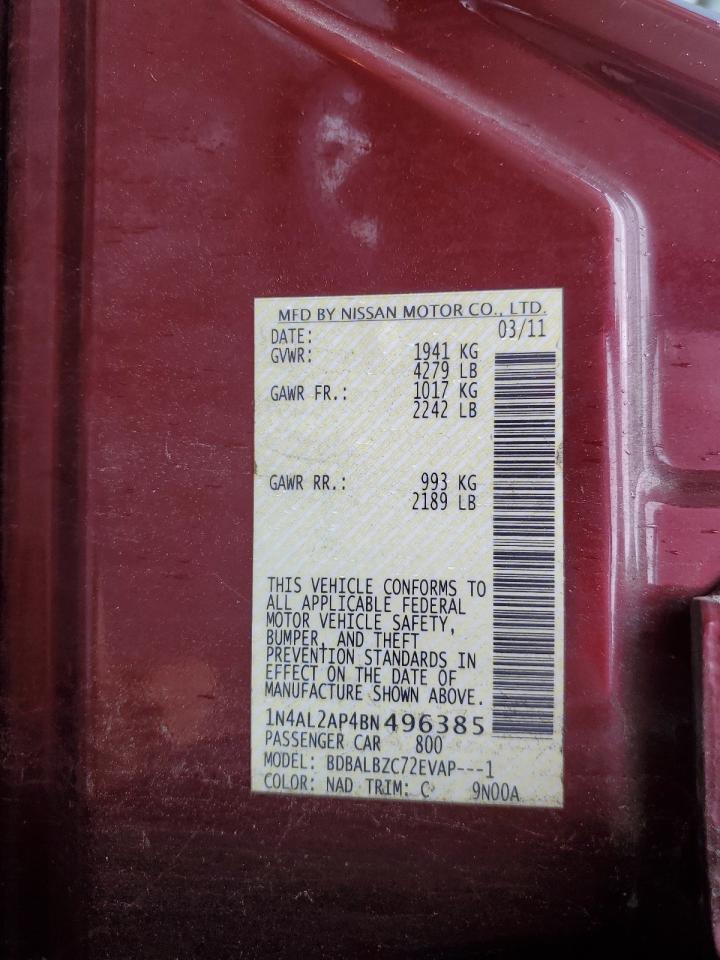 MFD BY NISSAN MOTOR CO., LTD.
DATE: 03/11
GVWR: 1941 KG
4279 LB
GAWR FR.: 1017 KG
2242 LB
GAWR RR.: 993 KG
2189 LB
THIS VEHICLE CONFORMS TO
ALL APPLICABLE FEDERAL
MOTOR VEHICLE SAFETY,
BUMPER, AND THEFT
PREVENTION STANDARDS IN
EFFECT ON THE DATE OF
MANUFACTURE SHOWN ABOVE.
1N4AL2AP4BN496385
PASSENGER CAR 800
MODEL: BDBALBZC72EVAP---1
COLOR: NAD TRIM: C 9N00A